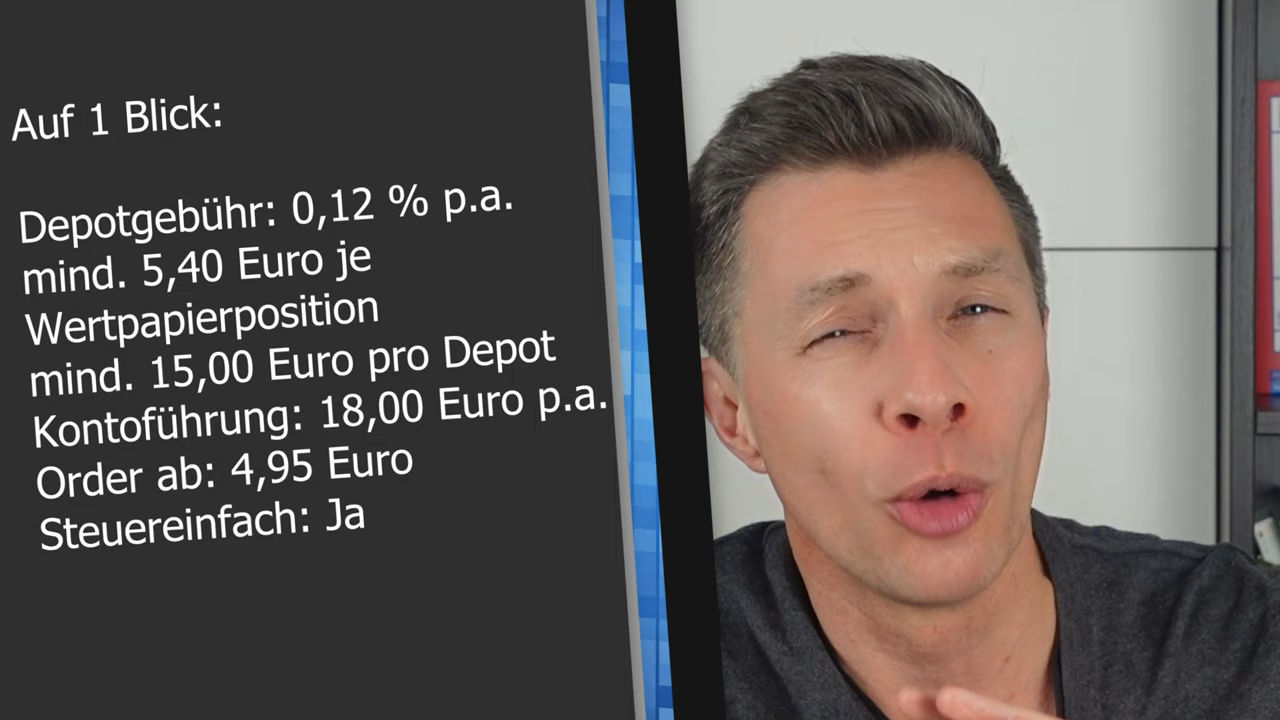 Auf 1 Blick:
Depotgebühr: 0,12 % p.a.
mind. 5,40 Euro je
Wertpapierposition
mind. 15,00 Euro pro Depot
Kontoführung: 18,00 Euro p.a.
Order ab: 4,95 Euro
Steuereinfach: Ja